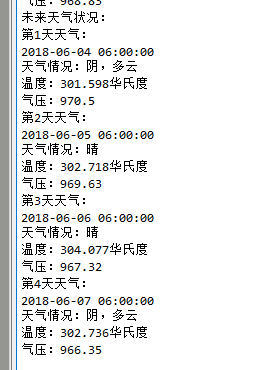 气压：968.83
未来天气状况：
第1天天气：
2018-06-04 06:00:00
天气情况：阴，多云
温度：301.598华氏度
气压：970.5
第2天天气：
2018-06-05 06:00:00
天气情况：晴
温度：302.718华氏度
气压：969.63
第3天天气：
2018-06-06 06:00:00
天气情况：晴
温度：304.077华氏度
气压：967.32
第4天天气：
2018-06-07 06:00:00
天气情况：阴，多云
温度：302.736华氏度
气压：966.35